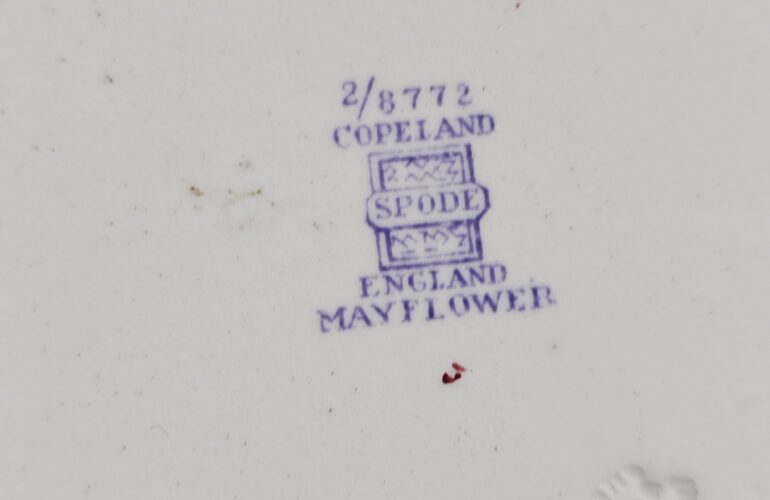 2/8772
COPELAND
SPODE
ENGLAND
MAYFLOWER